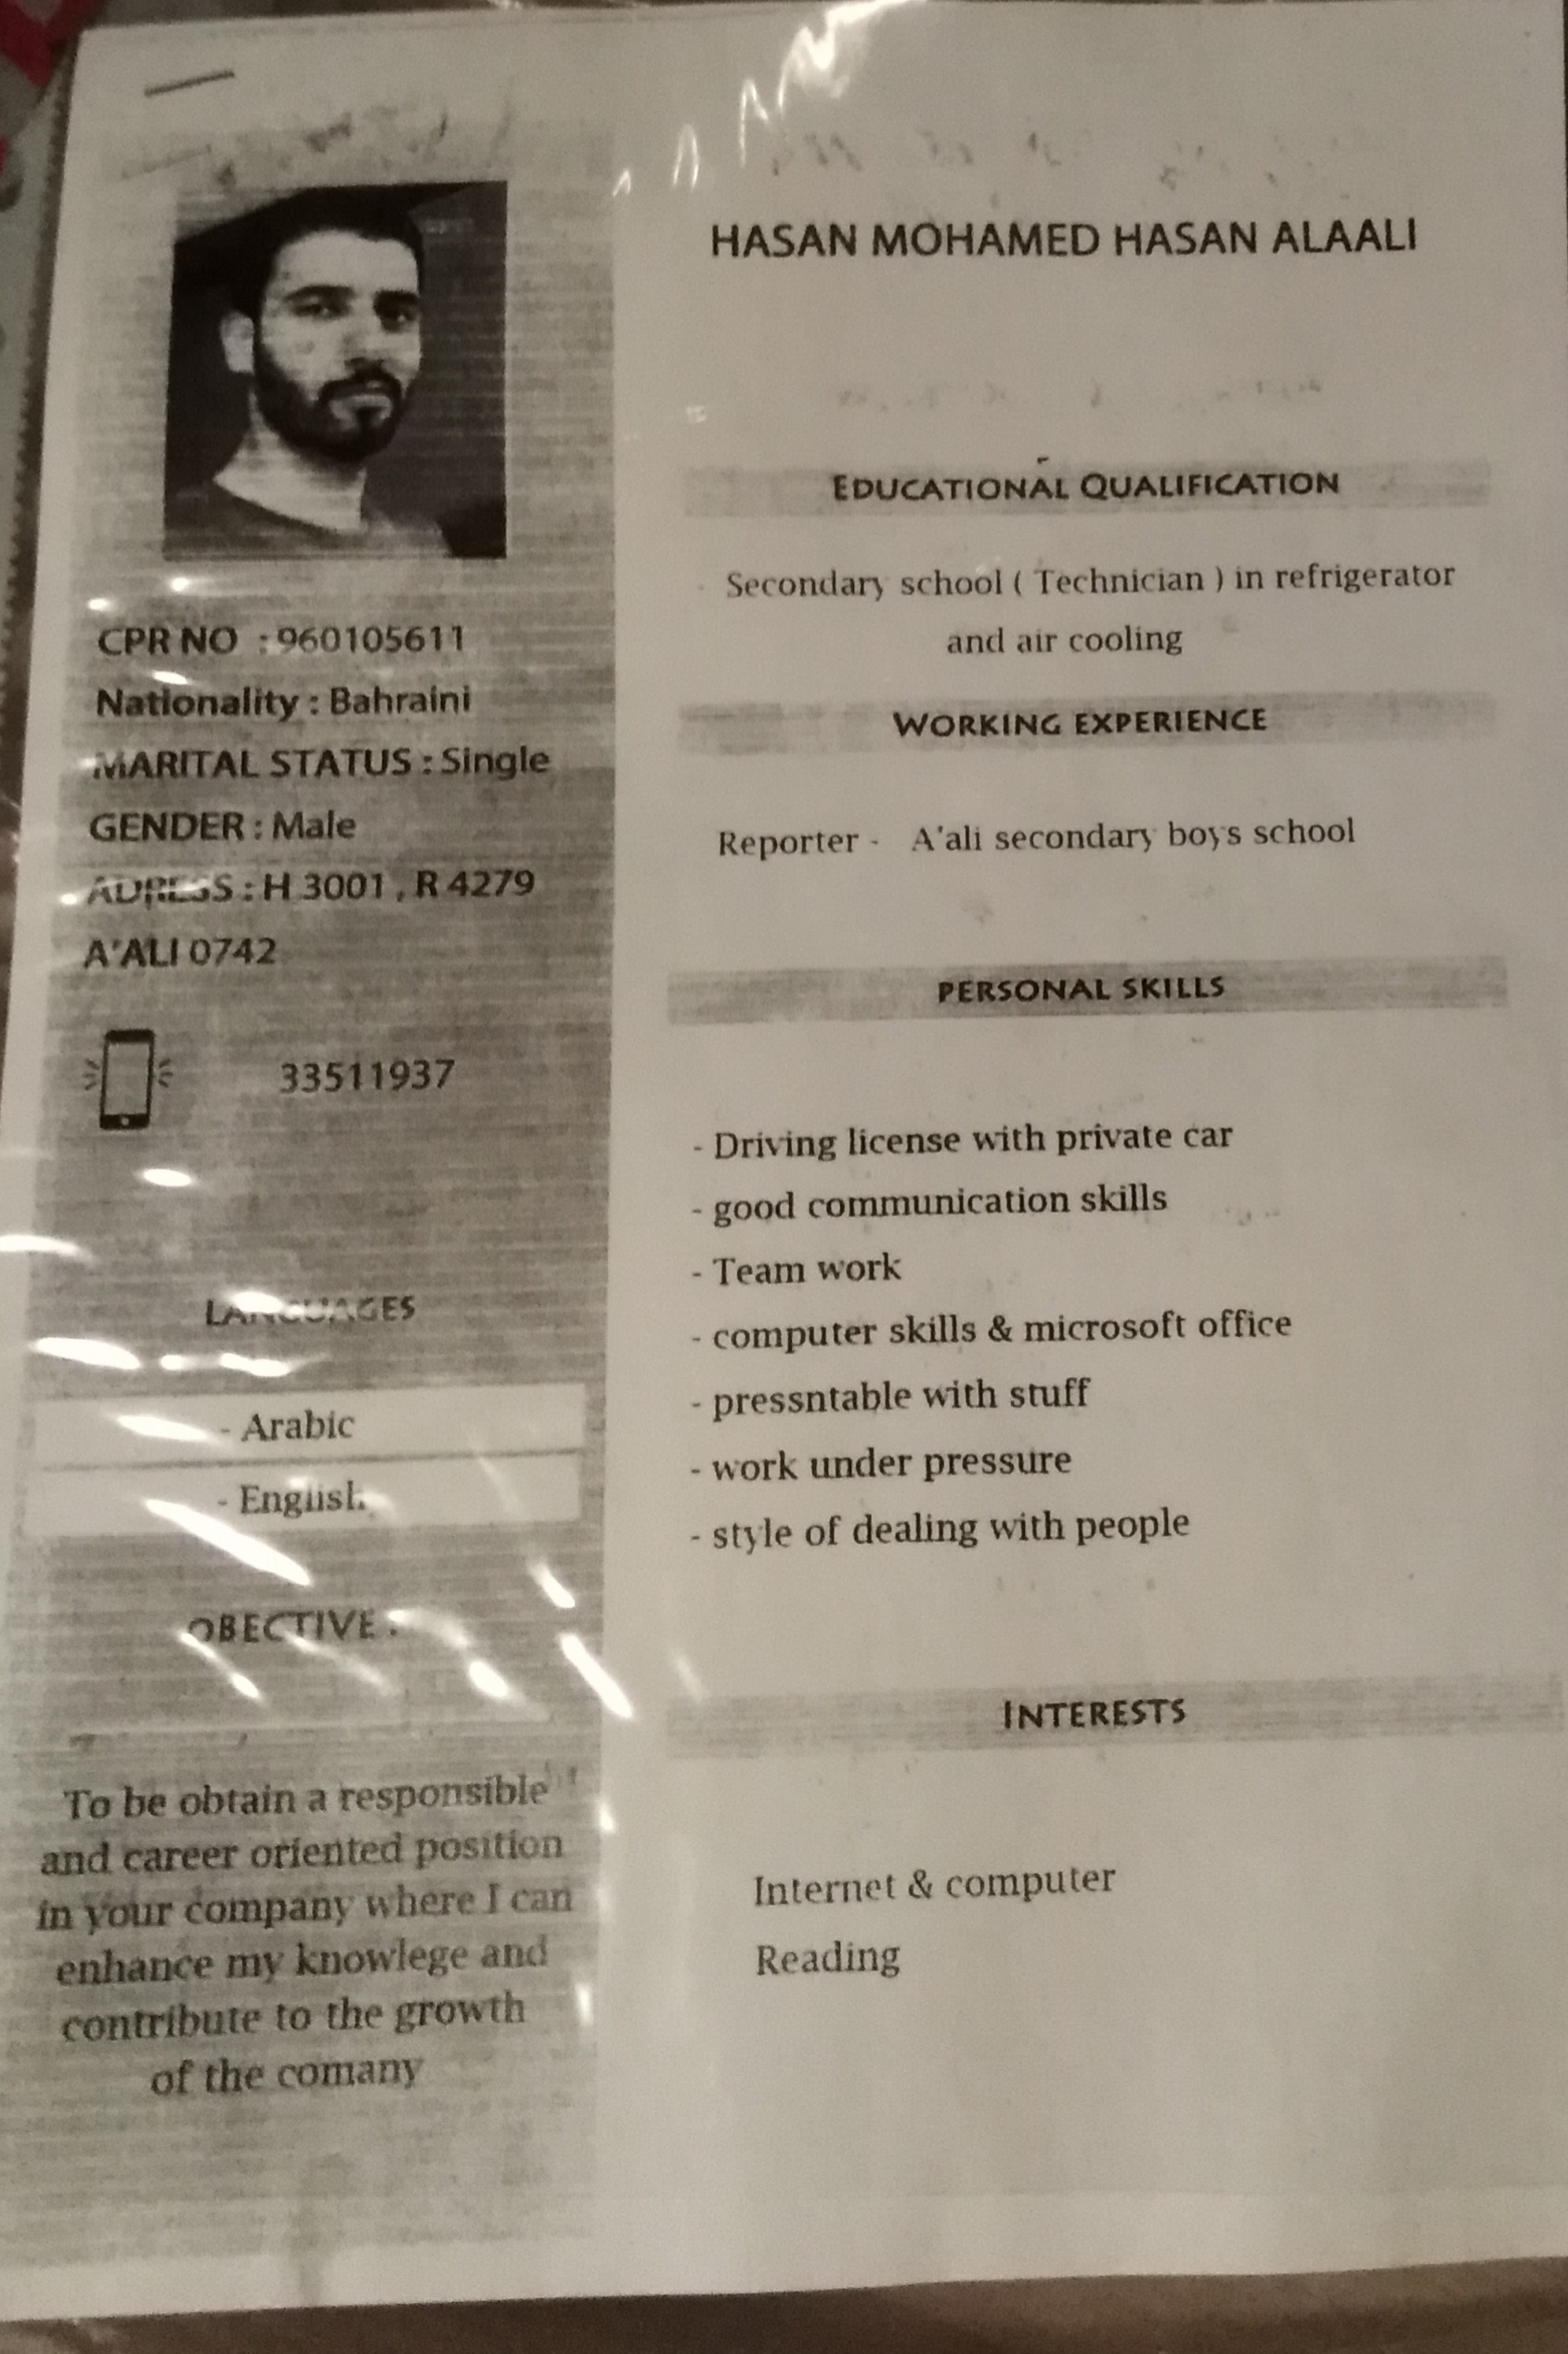 HASAN MOHAMED HASAN ALAALI
CPR NO : 960105611
Nationality : Bahraini
MARITAL STATUS : Single
GENDER : Male
ADRESS : H 3001 , R 4279
A'ALI 0742
33511937
LANGUAGES
- Arabic
- English
OBECTIVE :
To be obtain a responsible
and career oriented position
in your company where I can
enhance my knowlege and
contribute to the growth
of the comany
EDUCATIONAL QUALIFICATION
Secondary school ( Technician ) in refrigerator
and air cooling
WORKING EXPERIENCE
Reporter - A'ali secondary boys school
PERSONAL SKILLS
- Driving license with private car
- good communication skills
- Team work
- computer skills & microsoft office
- pressntable with stuff
- work under pressure
- style of dealing with people
INTERESTS
Internet & computer
Reading